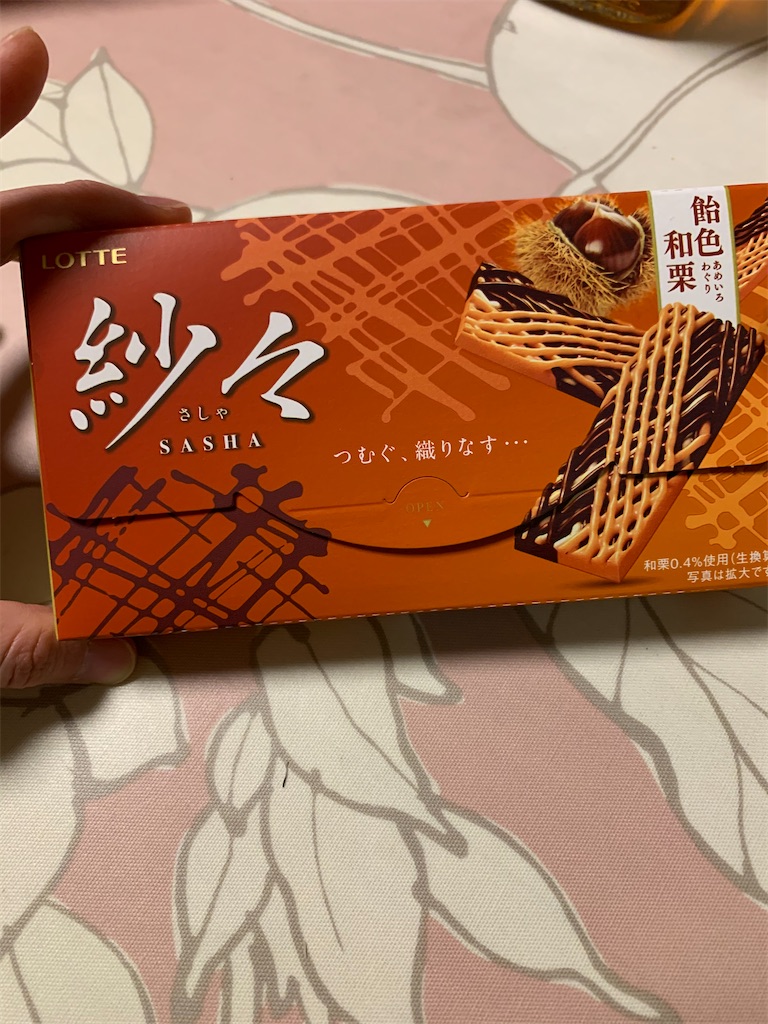 LOTTE
紗々
さしゃ
SASHA
つむぐ、織りなす･･･
OPEN
飴色
あめいろ
和栗
わぐり
和栗0.4%使用(生換算
写真は拡大です